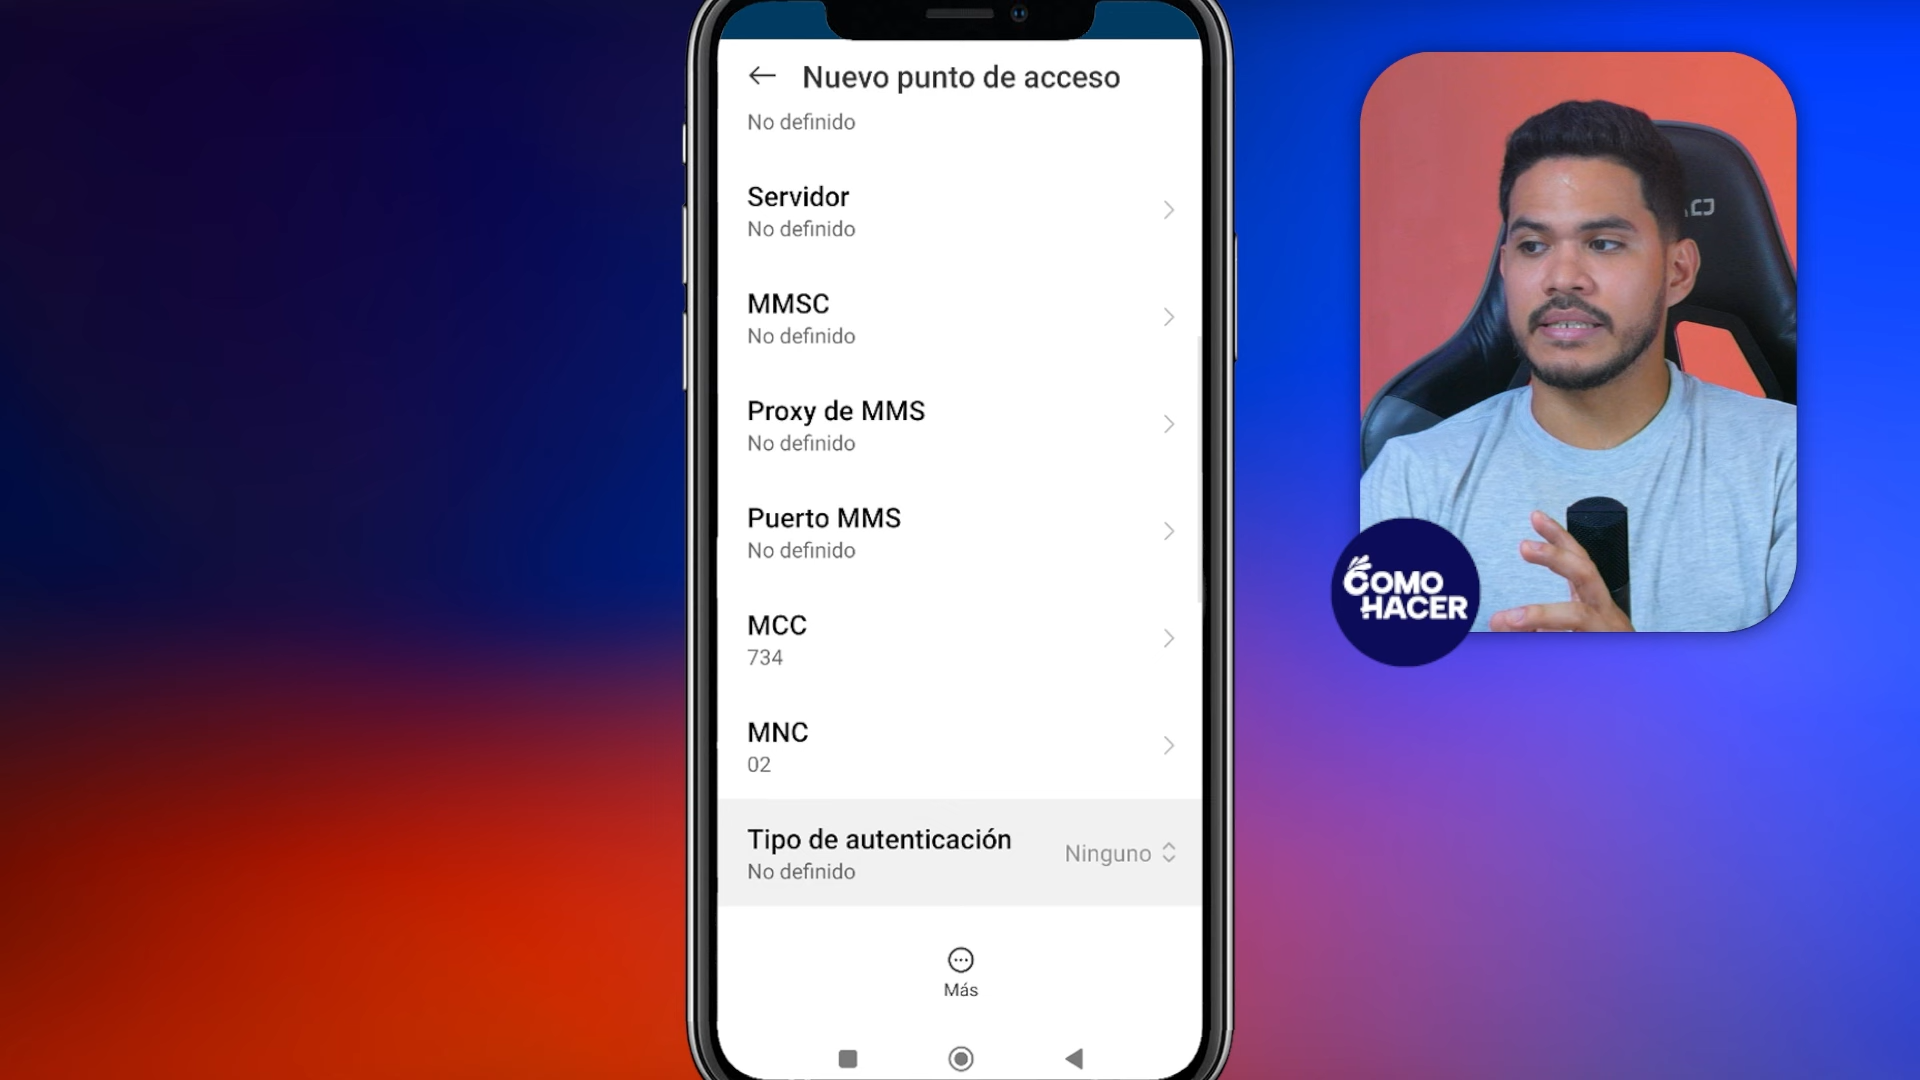 Nuevo punto de acceso
No definido
Servidor
No definido
MMSC
No definido
Proxy de MMS
No definido
Puerto MMS
No definido
MCC
734
MNC
02
Tipo de autenticación
No definido
Ninguno
Más
COMO
HACER